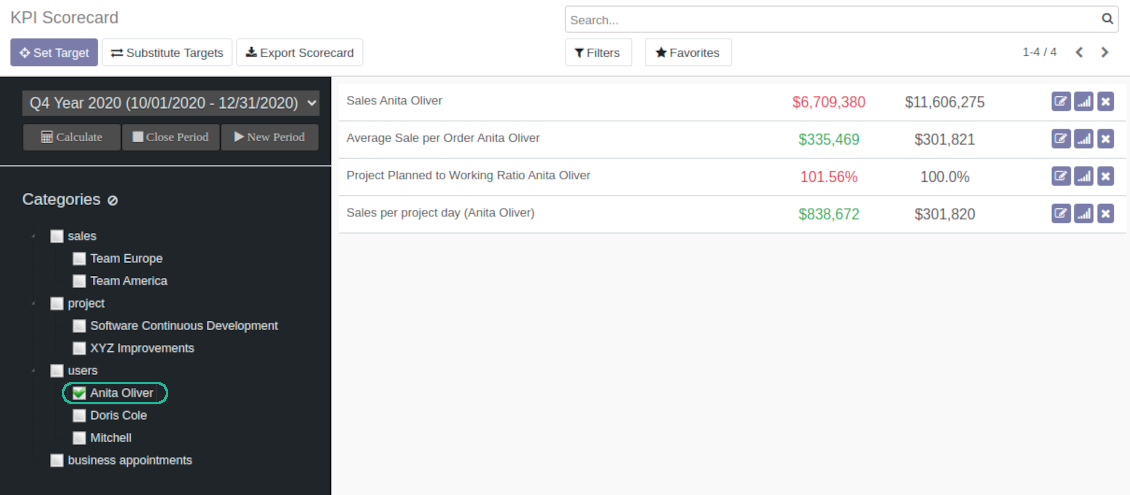 KPI Scorecard
Search...
Set Target Substitute Targets Export Scorecard Filters Favorites 1-4 / 4
Q4 Year 2020 (10/01/2020 - 12/31/2020)
Calculate Close Period New Period
Categories
sales
Team Europe
Team America
project
Software Continuous Development
XYZ Improvements
users
Anita Oliver
Doris Cole
Mitchell
business appointments
Sales Anita Oliver $6,709,380 $11,606,275
Average Sale per Order Anita Oliver $335,469 $301,821
Project Planned to Working Ratio Anita Oliver 101.56% 100.0%
Sales per project day (Anita Oliver) $838,672 $301,820